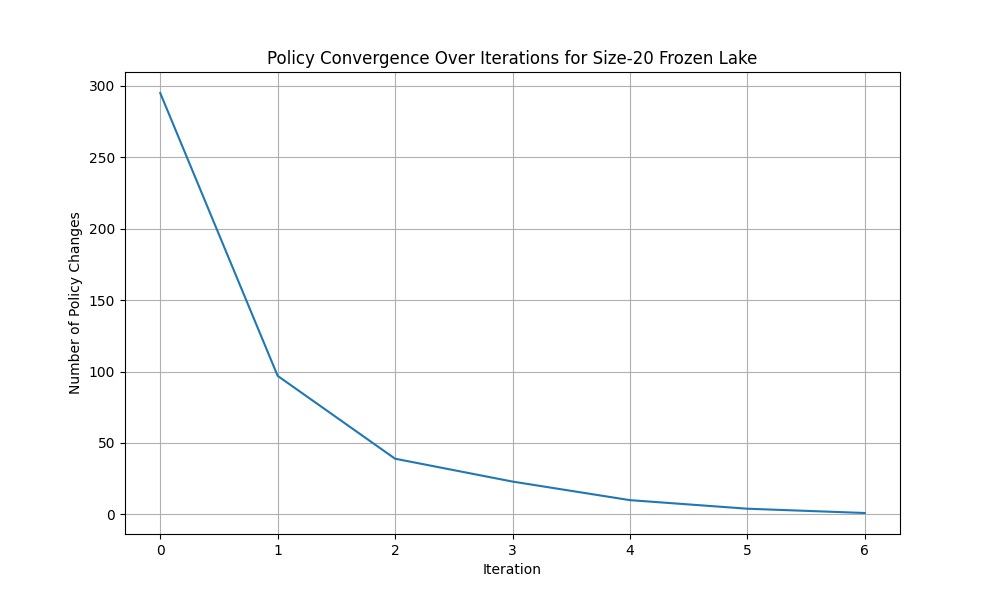 Policy Convergence Over Iterations for Size-20 Frozen Lake
Number of Policy Changes
300
250
200
150
100
50
0
0 1 2 3 4 5 6
Iteration